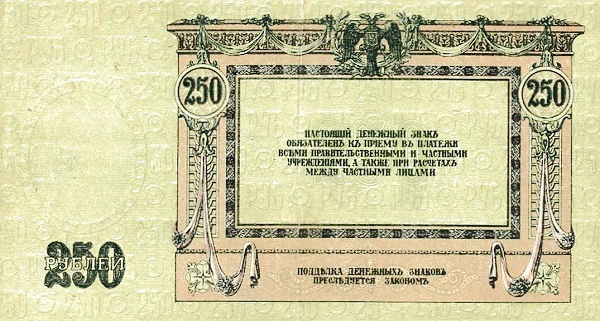 250 250
НАСТОЯЩІЙ ДЕНЕЖНЫЙ ЗНАКЪ
ОБЯЗАТЕЛЕНЪ КЪ ПРІЕМУ ВЪ ПЛАТЕЖИ
ВСѢМИ ПРАВИТЕЛЬСТВЕННЫМИ И ЧАСТНЫМИ
УЧРЕЖДЕНІЯМИ, А ТАКЖЕ ПРИ РАСЧЕТАХЪ
МЕЖДУ ЧАСТНЫМИ ЛИЦАМИ
250
РУБЛЕЙ
ПОДДѢЛКА ДЕНЕЖНЫХЪ ЗНАКОВЪ
ПРЕСЛѢДУЕТСЯ ЗАКОНОМЪ